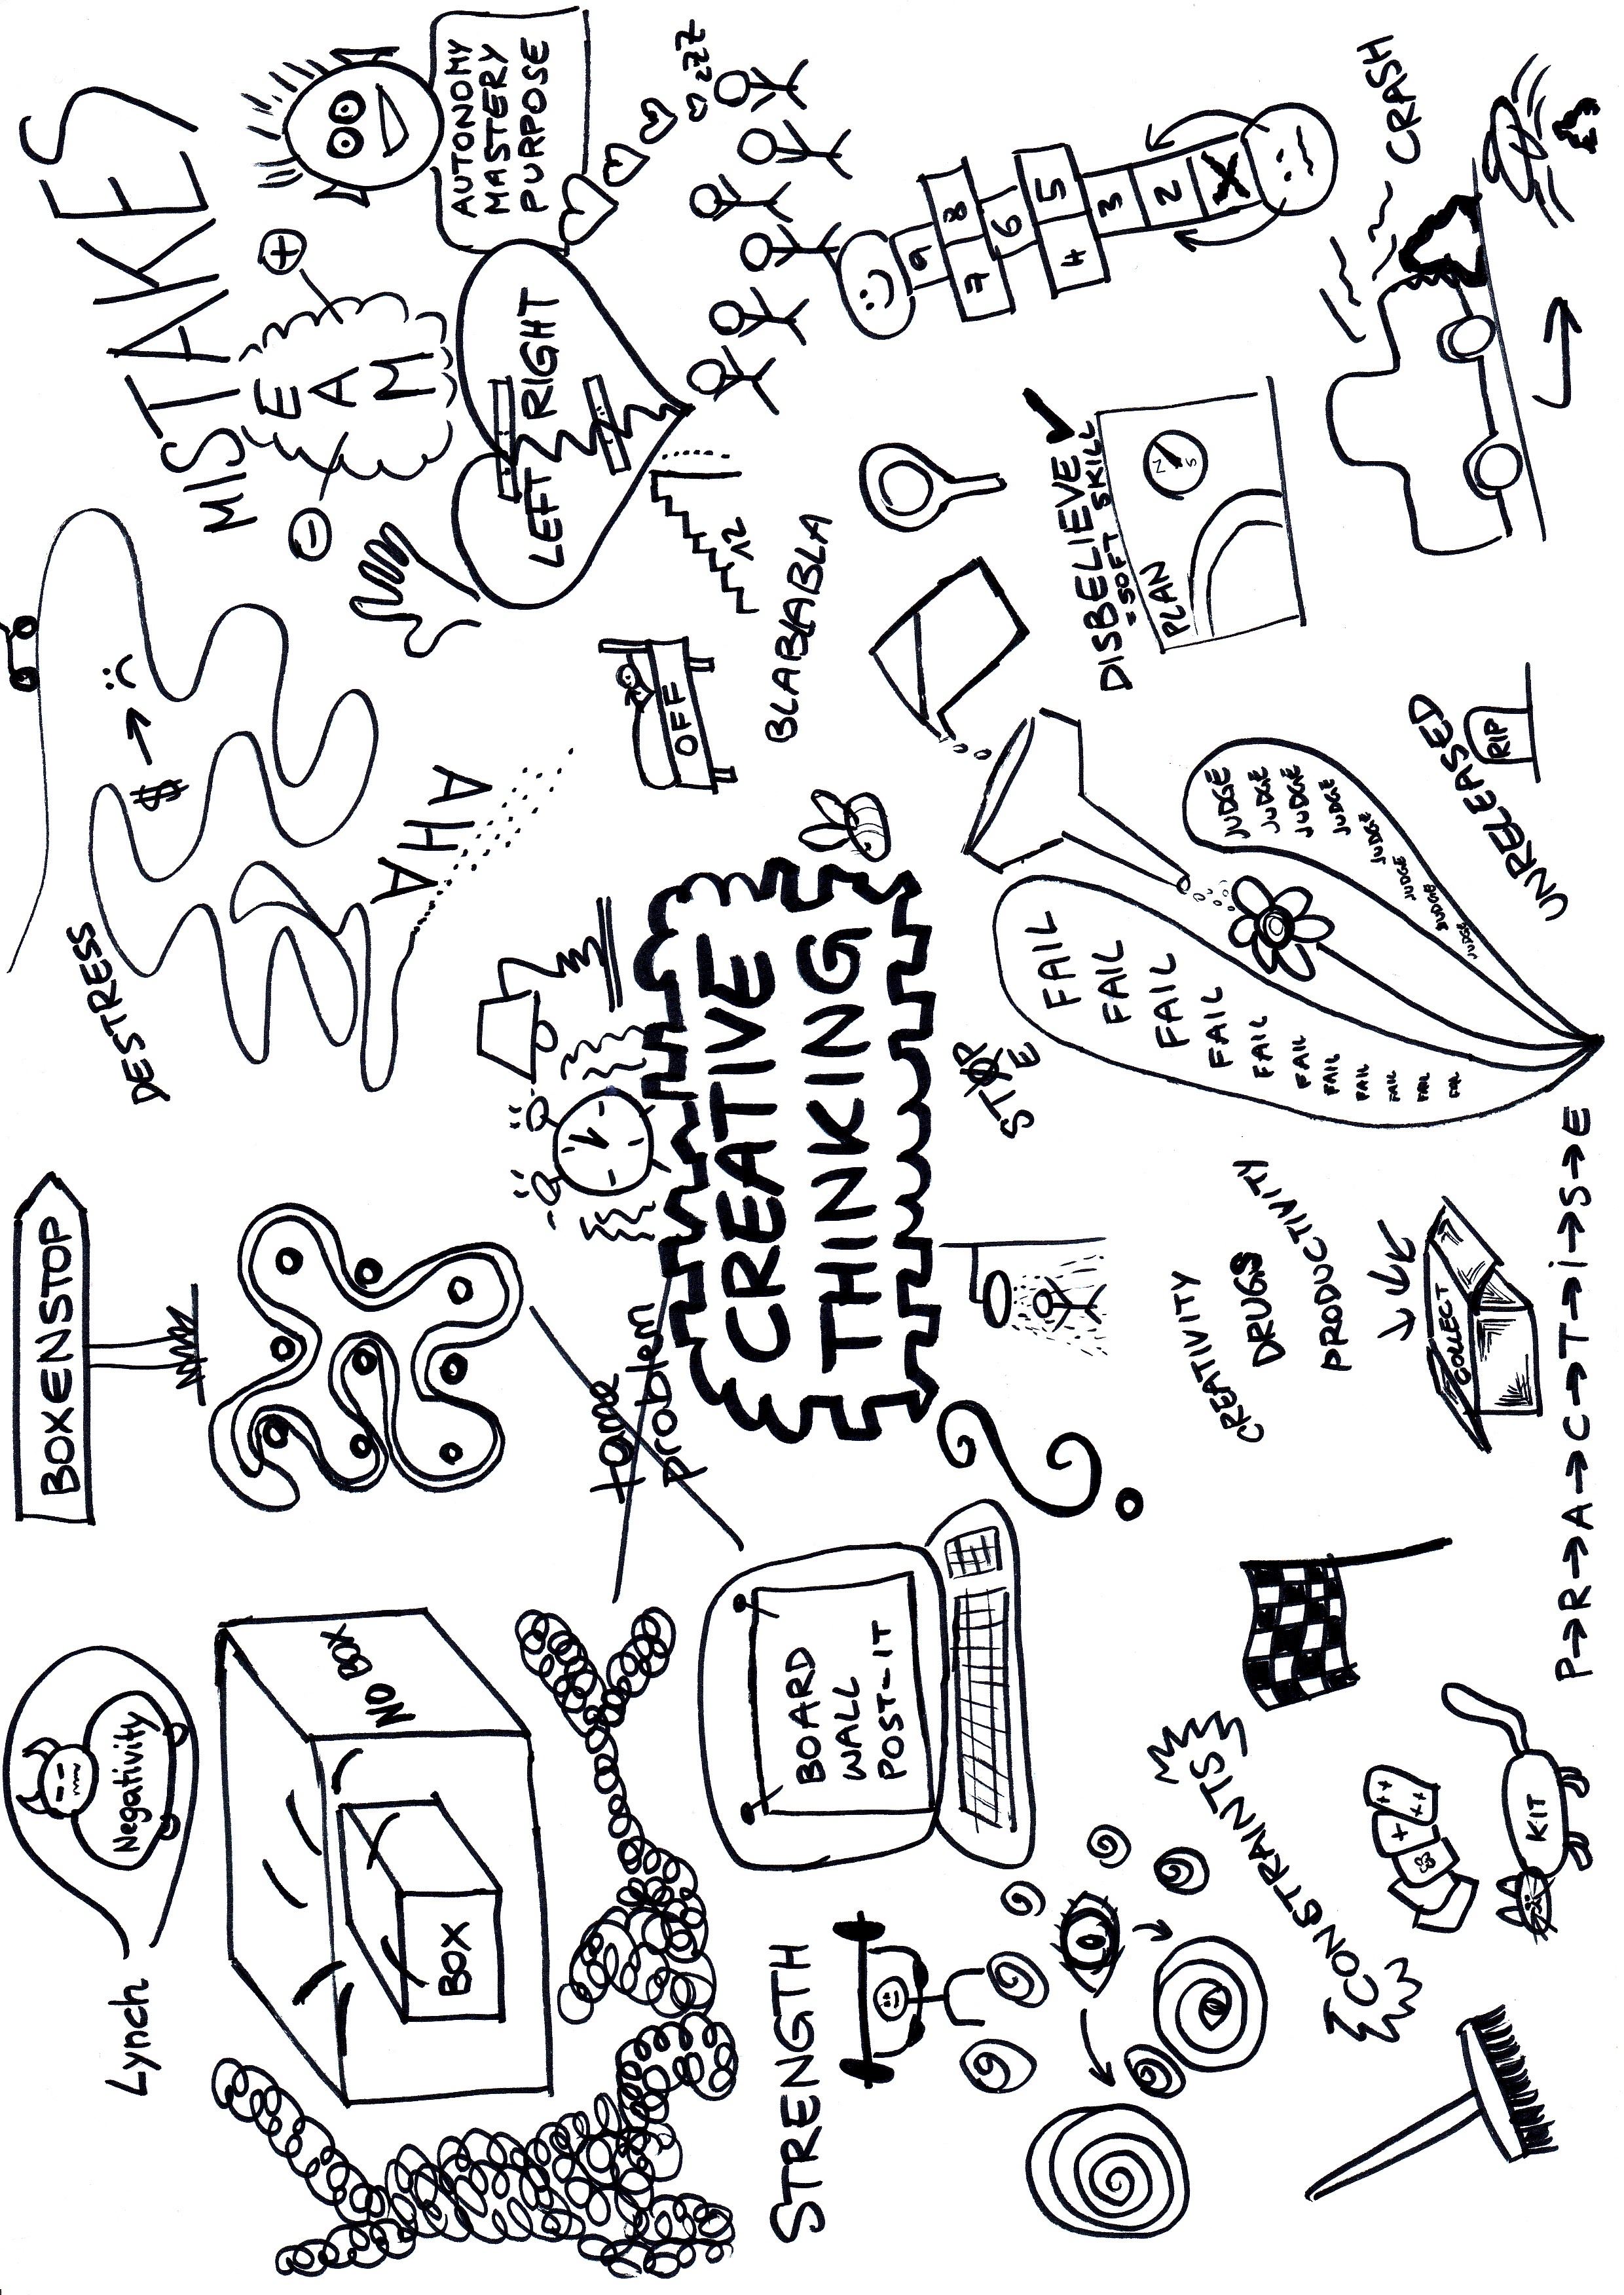 Lynch
Negativity
BOXENSTOP
DESTRESS
$
MISTAKES
E
A
M
- +
NO BOX
BOX
AHA
LEFT RIGHT
AUTONOMY
MASTERY
PURPOSE
tame
problem
OFF
12
zzz
CREATIVE
THINKING
BLABLABLA
STRENGTH
BOARD
WALL
POST-IT
STOP
E
9
7 8
6
4 5
3
2
X
DISBELIEVE
= SOFT SKILL
PLAN
N
S
FAIL
FAIL
FAIL
FAIL
FAIL
FAIL
FAIL
FAIL
FAIL
FAIL
FAIL
JUDGE
JUDGE
JUDGE
JUDGE
JUDGE
JUDGE
JUDGE
JUDGE
CONSTRAINTS
CREATIVITY
DRUGS
PRODUCTIVITY
COLLECT
KIT
P→R→A→C→T→i→S→E
UNRELEASED
RIP
CRASH